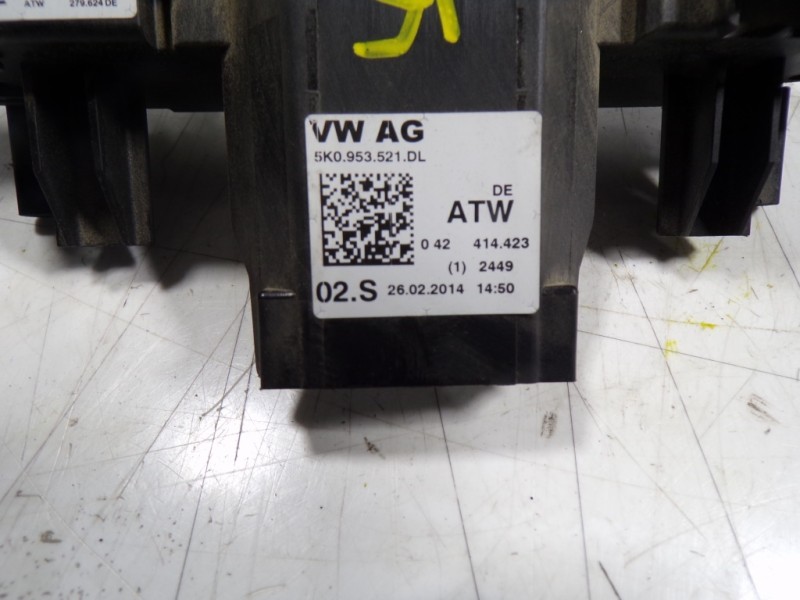 ATW 279.624 DE
VW AG
5K0.953.521.DL
DE
ATW
0 42 414.423
(1) 2449
02.S 26.02.2014 14:50